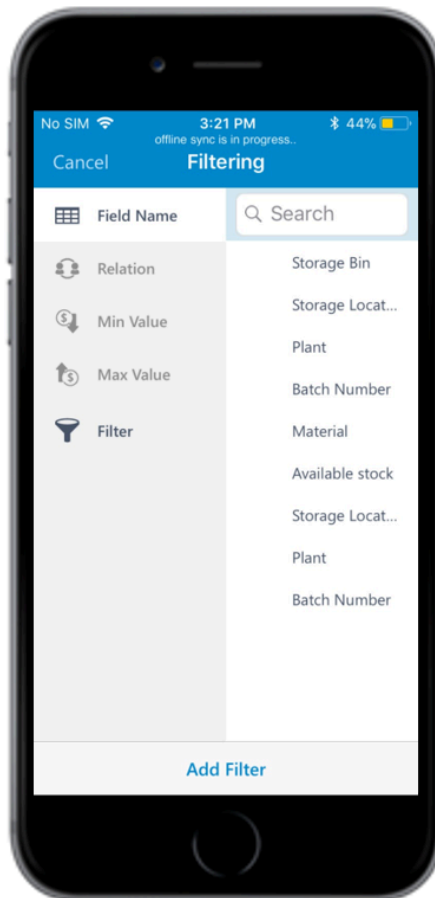 No SIM 3:21 PM 44%
offline sync is in progress..
Cancel Filtering
Field Name
Relation
Min Value
Max Value
Filter
Search
Storage Bin
Storage Locat...
Plant
Batch Number
Material
Available stock
Storage Locat...
Plant
Batch Number
Add Filter